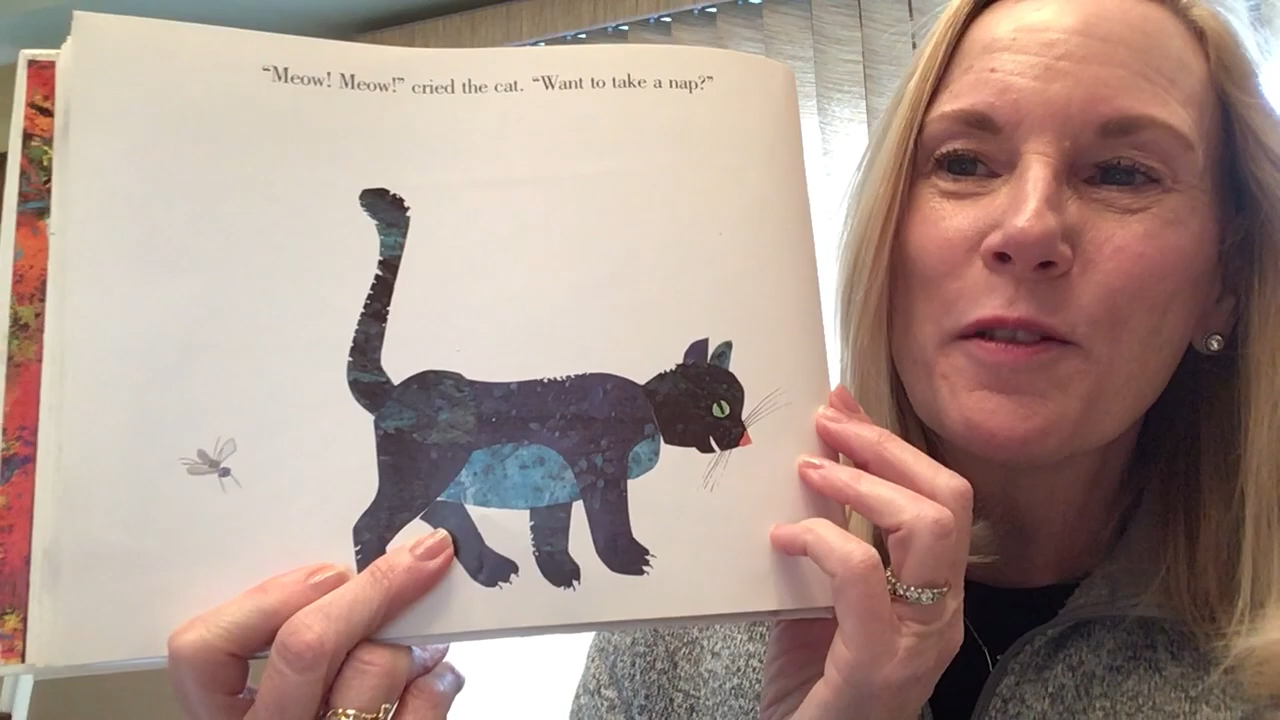 “Meow! Meow!” cried the cat. “Want to take a nap?”